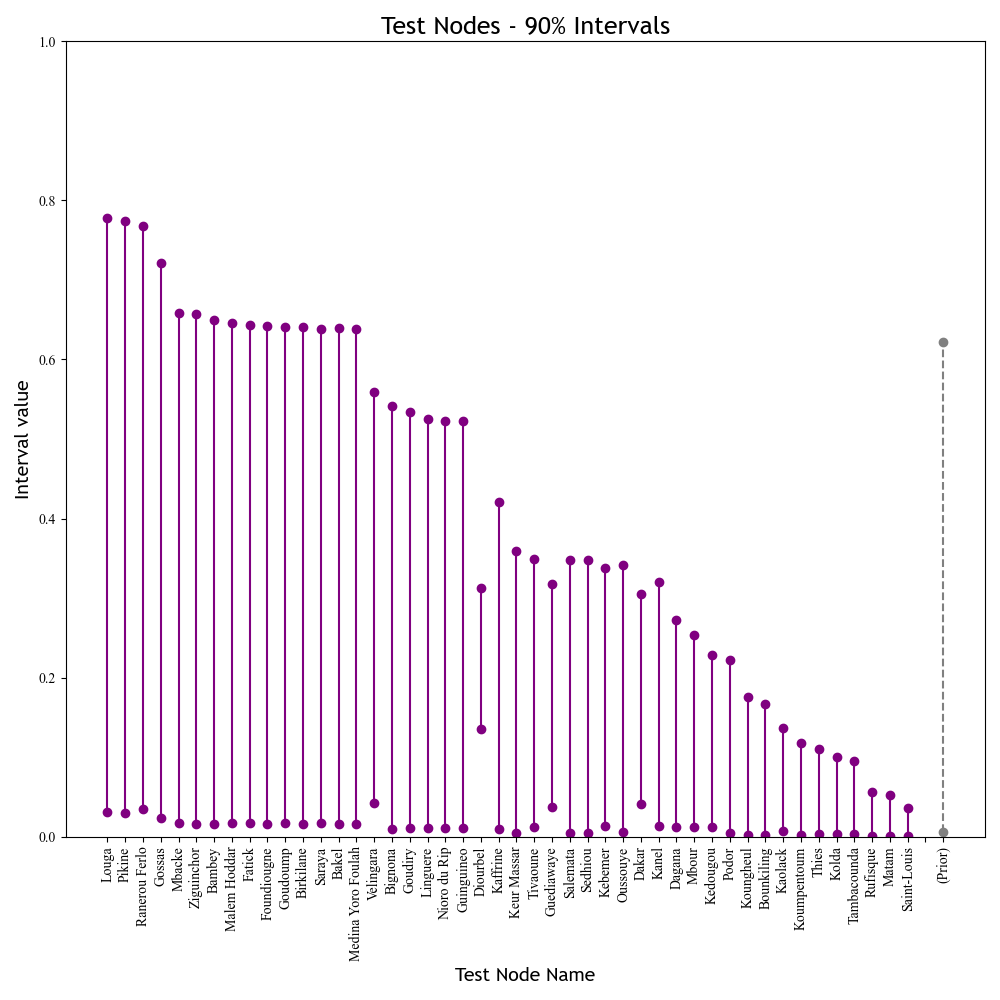 Test Nodes - 90% Intervals
Interval value
1.0
0.8
0.6
0.4
0.2
0.0
Louga
Pikine
Ranerou Ferlo
Gossas
Mbacke
Ziguinchor
Bambey
Malem Hoddar
Fatick
Foundiougne
Goudoump
Birkilane
Saraya
Bakel
Medina Yoro Foulah
Velingara
Bignona
Goudiry
Linguere
Nioro du Rip
Guinguineo
Diourbel
Kaffrine
Keur Massar
Tivaoune
Guediawaye
Salemata
Sedhiou
Kebemer
Oussouye
Dakar
Kanel
Dagana
Mbour
Kedougou
Podor
Koungheul
Bounkiling
Kaolack
Koumpentoum
Thies
Kolda
Tambacounda
Rufisque
Matam
Saint-Louis
(Prior)
Test Node Name